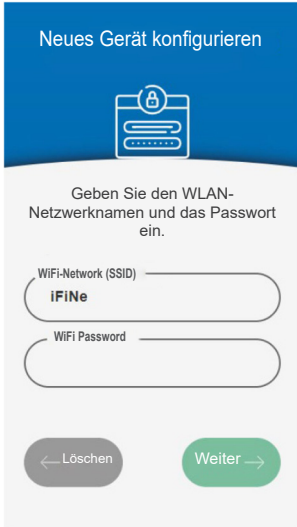 Neues Gerät konfigurieren
Geben Sie den WLAN-
Netzwerknamen und das Passwort
ein.
WiFi-Network (SSID)
iFiNe
WiFi Password
Löschen
Weiter